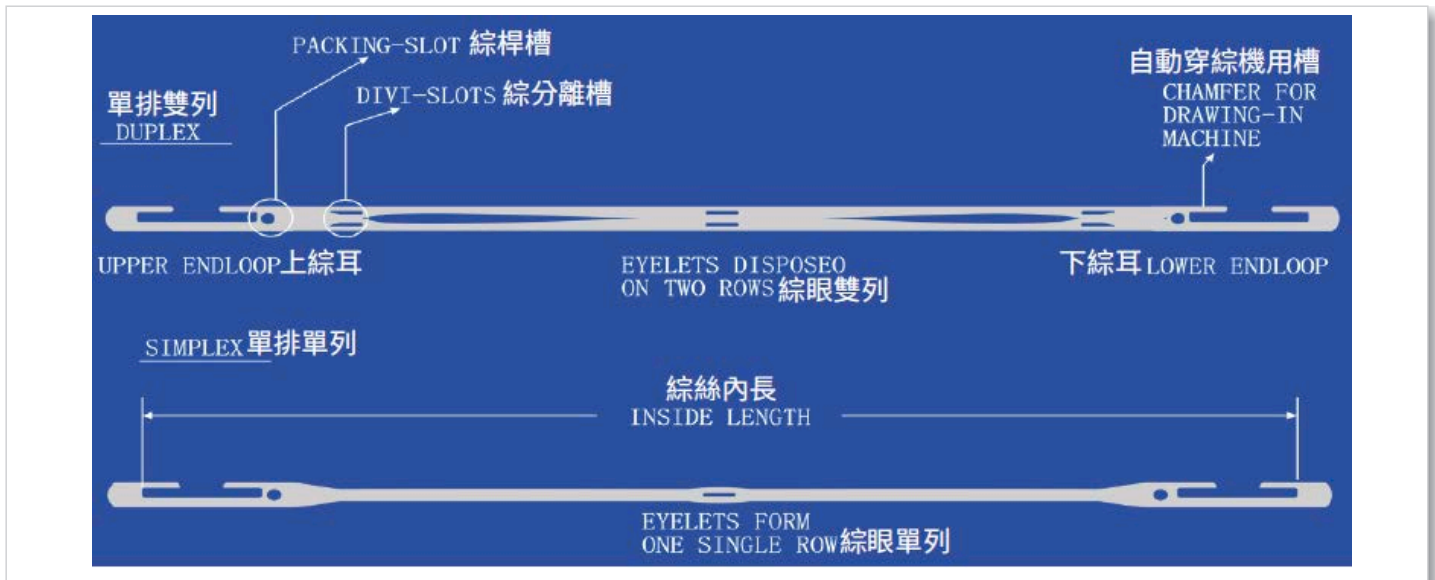 PACKING-SLOT 綜桿槽
DIVI-SLOTS 綜分離槽
單排雙列
DUPLEX
自動穿綜機用槽
CHAMFER FOR
DRAWING-IN
MACHINE
UPPER ENDLOOP上綜耳
EYELETS DISPOSEO
ON TWO ROWS綜眼雙列
下綜耳LOWER ENDLOOP
SIMPLEX單排單列
綜絲內長
INSIDE LENGTH
EYELETS FORM
ONE SINGLE ROW綜眼單列